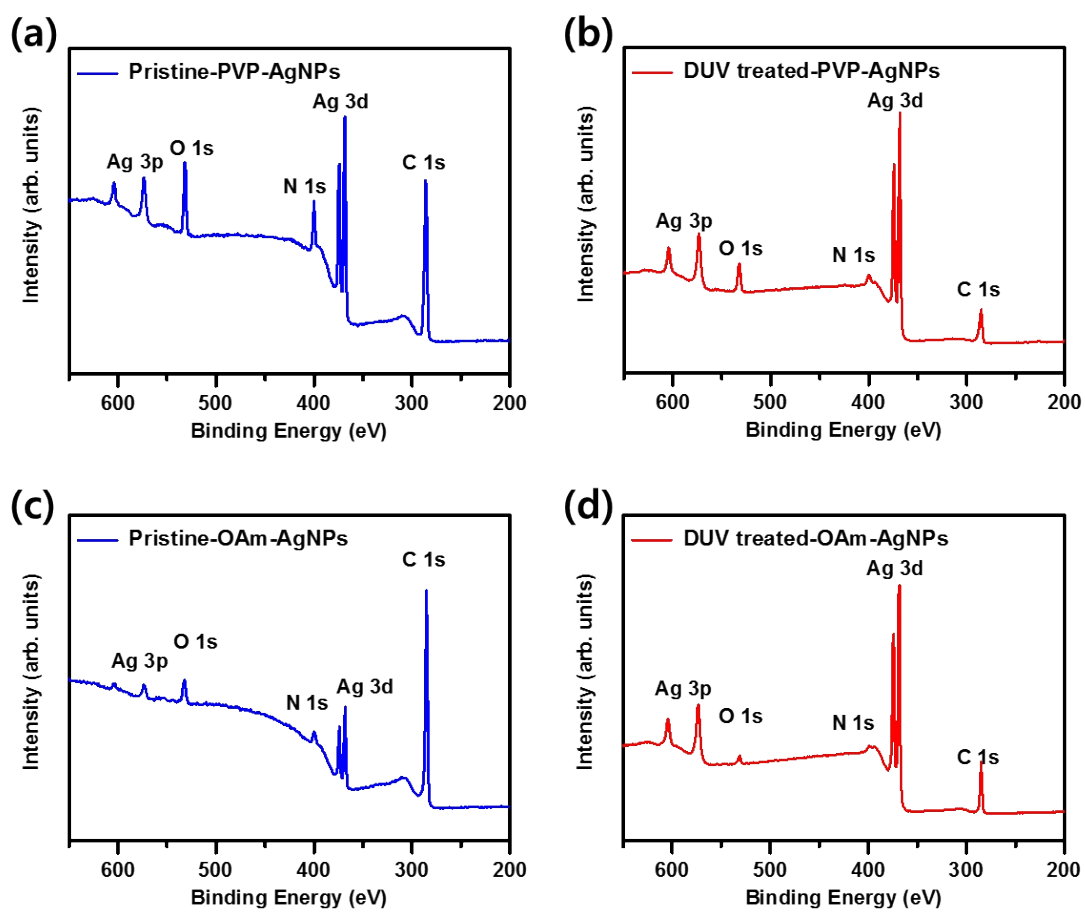 (a)
Pristine-PVP-AgNPs
Ag 3d
Ag 3p
O 1s
N 1s
C 1s
Intensity (arb. units)
600 500 400 300 200
Binding Energy (eV)
(b)
DUV treated-PVP-AgNPs
Ag 3d
Ag 3p
O 1s
N 1s
C 1s
Intensity (arb. units)
600 500 400 300 200
Binding Energy (eV)
(c)
Pristine-OAm-AgNPs
C 1s
Ag 3p
O 1s
N 1s
Ag 3d
Intensity (arb. units)
600 500 400 300 200
Binding Energy (eV)
(d)
DUV treated-OAm-AgNPs
Ag 3d
Ag 3p
O 1s
N 1s
C 1s
Intensity (arb. units)
600 500 400 300 200
Binding Energy (eV)